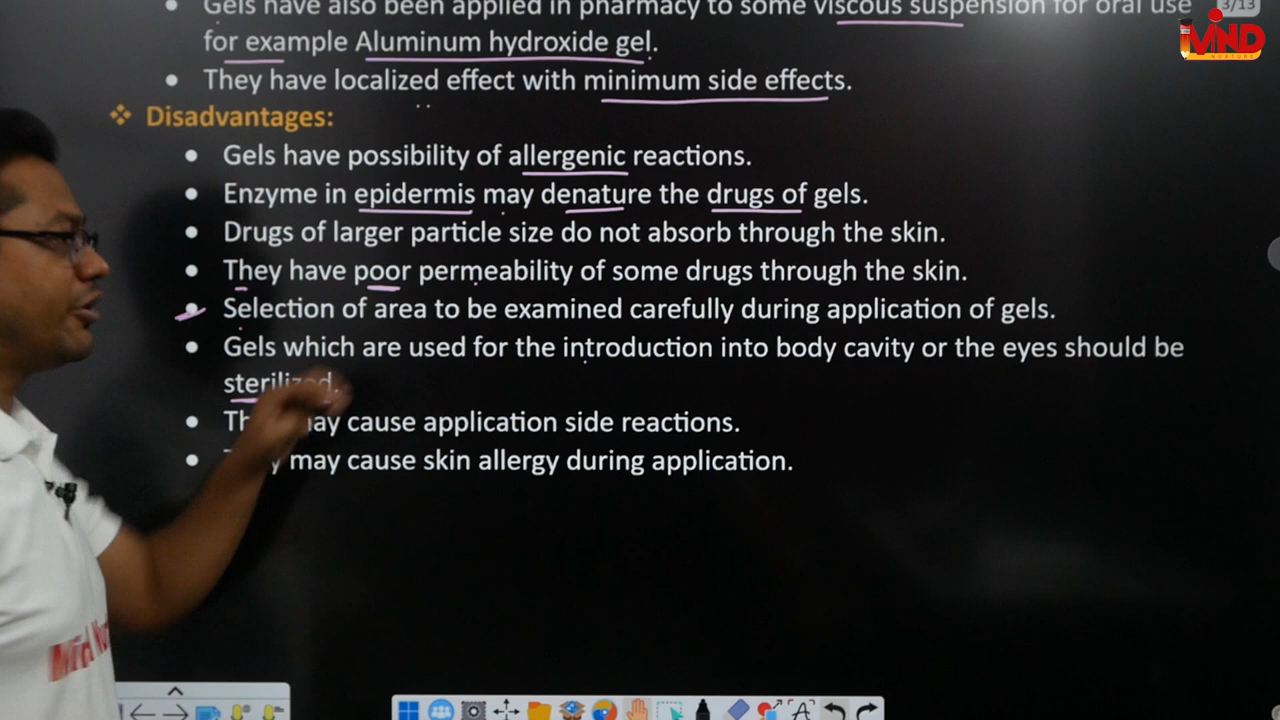 Gels have also been applied in pharmacy to some viscous suspension for oral use
3/13
for example Aluminum hydroxide gel.
MIND
NURTURE
They have localized effect with minimum side effects.
Disadvantages:
Gels have possibility of allergenic reactions.
Enzyme in epidermis may denature the drugs of gels.
Drugs of larger particle size do not absorb through the skin.
They have poor permeability of some drugs through the skin.
Selection of area to be examined carefully during application of gels.
Gels which are used for the introduction into body cavity or the eyes should be
sterilized.
may cause application side reactions.
may cause skin allergy during application.